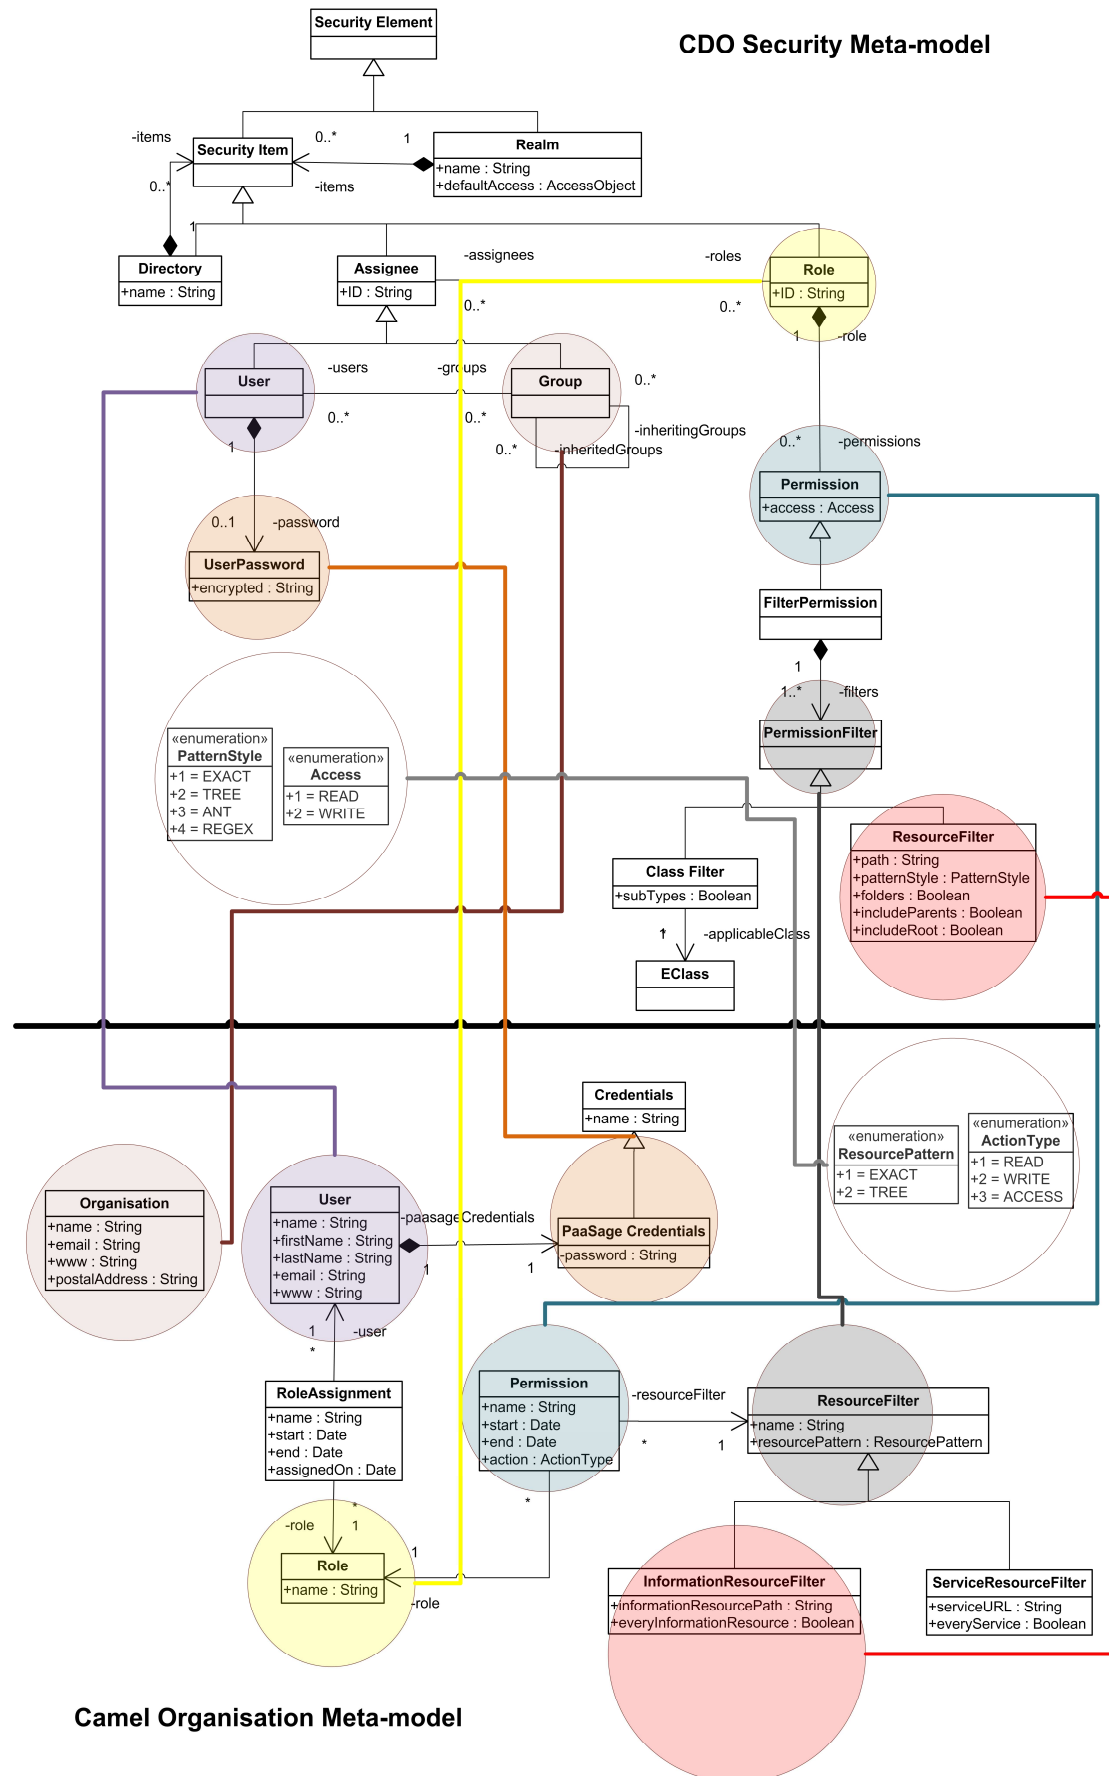 Security Element
CDO Security Meta-model
-items
0..*
1
Security Item
Realm
+name : String
+defaultAccess : AccessObject
0..*
-items
1
Directory
+name : String
Assignee
+ID : String
-assignees
0..*
-roles
0..*
Role
+ID : String
1
-role
User
-users
0..*
-groups
0..*
Group
0..*
-inheritingGroups
0..*
-inheritedGroups
1
0..1
-password
UserPassword
+encrypted : String
0..*
-permissions
Permission
+access : Access
FilterPermission
1
1..*
-filters
PermissionFilter
«enumeration»
PatternStyle
+1 = EXACT
+2 = TREE
+3 = ANT
+4 = REGEX
«enumeration»
Access
+1 = READ
+2 = WRITE
Class Filter
+subTypes : Boolean
-applicableClass
EClass
ResourceFilter
+path : String
+patternStyle : PatternStyle
+folders : Boolean
+includeParents : Boolean
+includeRoot : Boolean
Credentials
+name : String
«enumeration»
ResourcePattern
+1 = EXACT
+2 = TREE
«enumeration»
ActionType
+1 = READ
+2 = WRITE
+3 = ACCESS
Organisation
+name : String
+email : String
+www : String
+postalAddress : String
User
+name : String
+firstName : String
+lastName : String
+email : String
+www : String
-paasageCredentials
1
1
PaaSage Credentials
-password : String
1
-user
*
RoleAssignment
+name : String
+start : Date
+end : Date
+assignedOn : Date
Permission
+name : String
+start : Date
+end : Date
+action : ActionType
-resourceFilter
*
1
ResourceFilter
+name : String
+resourcePattern : ResourcePattern
*
*
-role
1
1
Role
+name : String
-role
InformationResourceFilter
+informationResourcePath : String
+everyInformationResource : Boolean
ServiceResourceFilter
+serviceURL : String
+everyService : Boolean
Camel Organisation Meta-model